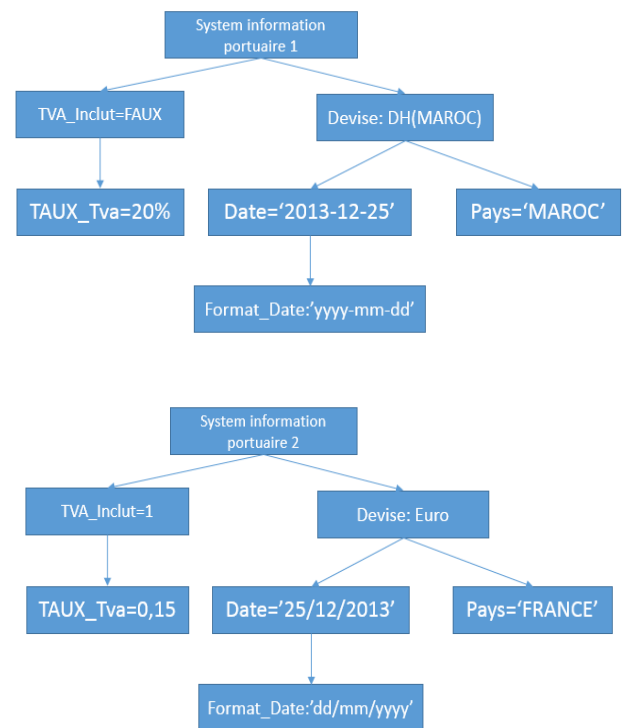 System information
portuaire 1
TVA_Inclut=FAUX
Devise: DH(MAROC)
TAUX_Tva=20%
Date=‘2013-12-25’
Pays=‘MAROC’
Format_Date:’yyyy-mm-dd’
System information
portuaire 2
TVA_Inclut=1
Devise: Euro
TAUX_Tva=0,15
Date=’25/12/2013’
Pays=‘FRANCE’
Format_Date:’dd/mm/yyyy’